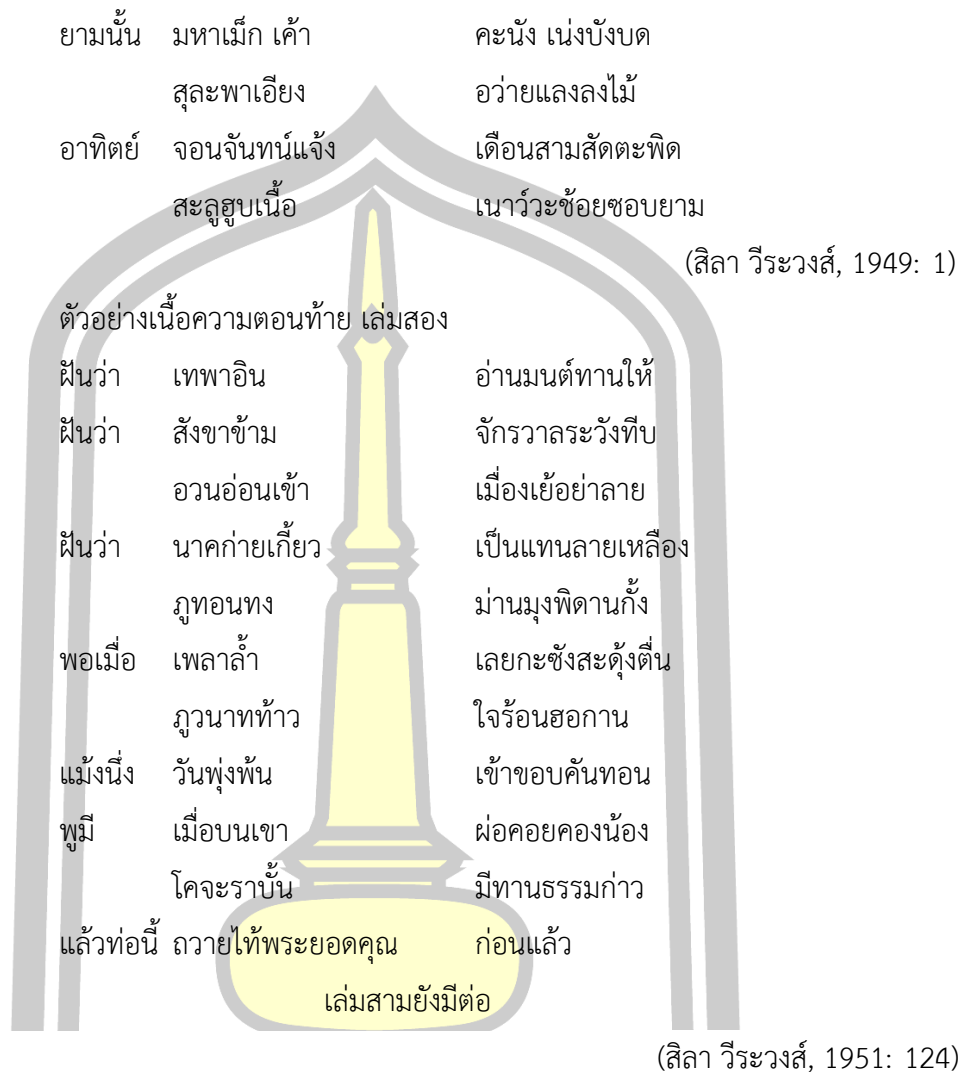 ยามนั้น มหาเม็ก เค้า คะนัง เน่งบังบด
สุละพาเอียง อว่ายแลงลงไม้
อาทิตย์ จอนจันทน์แจ้ง เดือนสามสัดตะพิด
สะลูฮูบเนื้อ เนาว์วะซ้อยซอบยาม
(สิลา วีระวงส์, 1949: 1)
ตัวอย่างเนื้อความตอนท้าย เล่มสอง
ฝันว่า เทพาอิน อ่านมนต์ทานให้
ฝันว่า สังขาข้าม จักรวาลระวังทีบ
อวนอ่อนเข้า เมื่องเย้อย่าลาย
ฝันว่า นาคก่ายเกี้ยว เป็นแทนลายเหลือง
ภูทอนทง ม่านมุงพิดานกั้ง
พอเมื่อ เพลาล้ำ เลยกะซังสะดุ้งตื่น
ภูวนาทท้าว ใจร้อนฮอกาน
แม้งนึ่ง วันพุ่งพ้น เข้าขอบคันทอน
พูมี เมื่อบนเขา ผ่อคอยคองน้อง
โคจะราบั้น มีทานธรรมก่าว
แล้วท่อนี้ ถวายไท้พระยอดคุณ ก่อนแล้ว
เล่มสามยังมีต่อ
(สิลา วีระวงส์, 1951: 124)